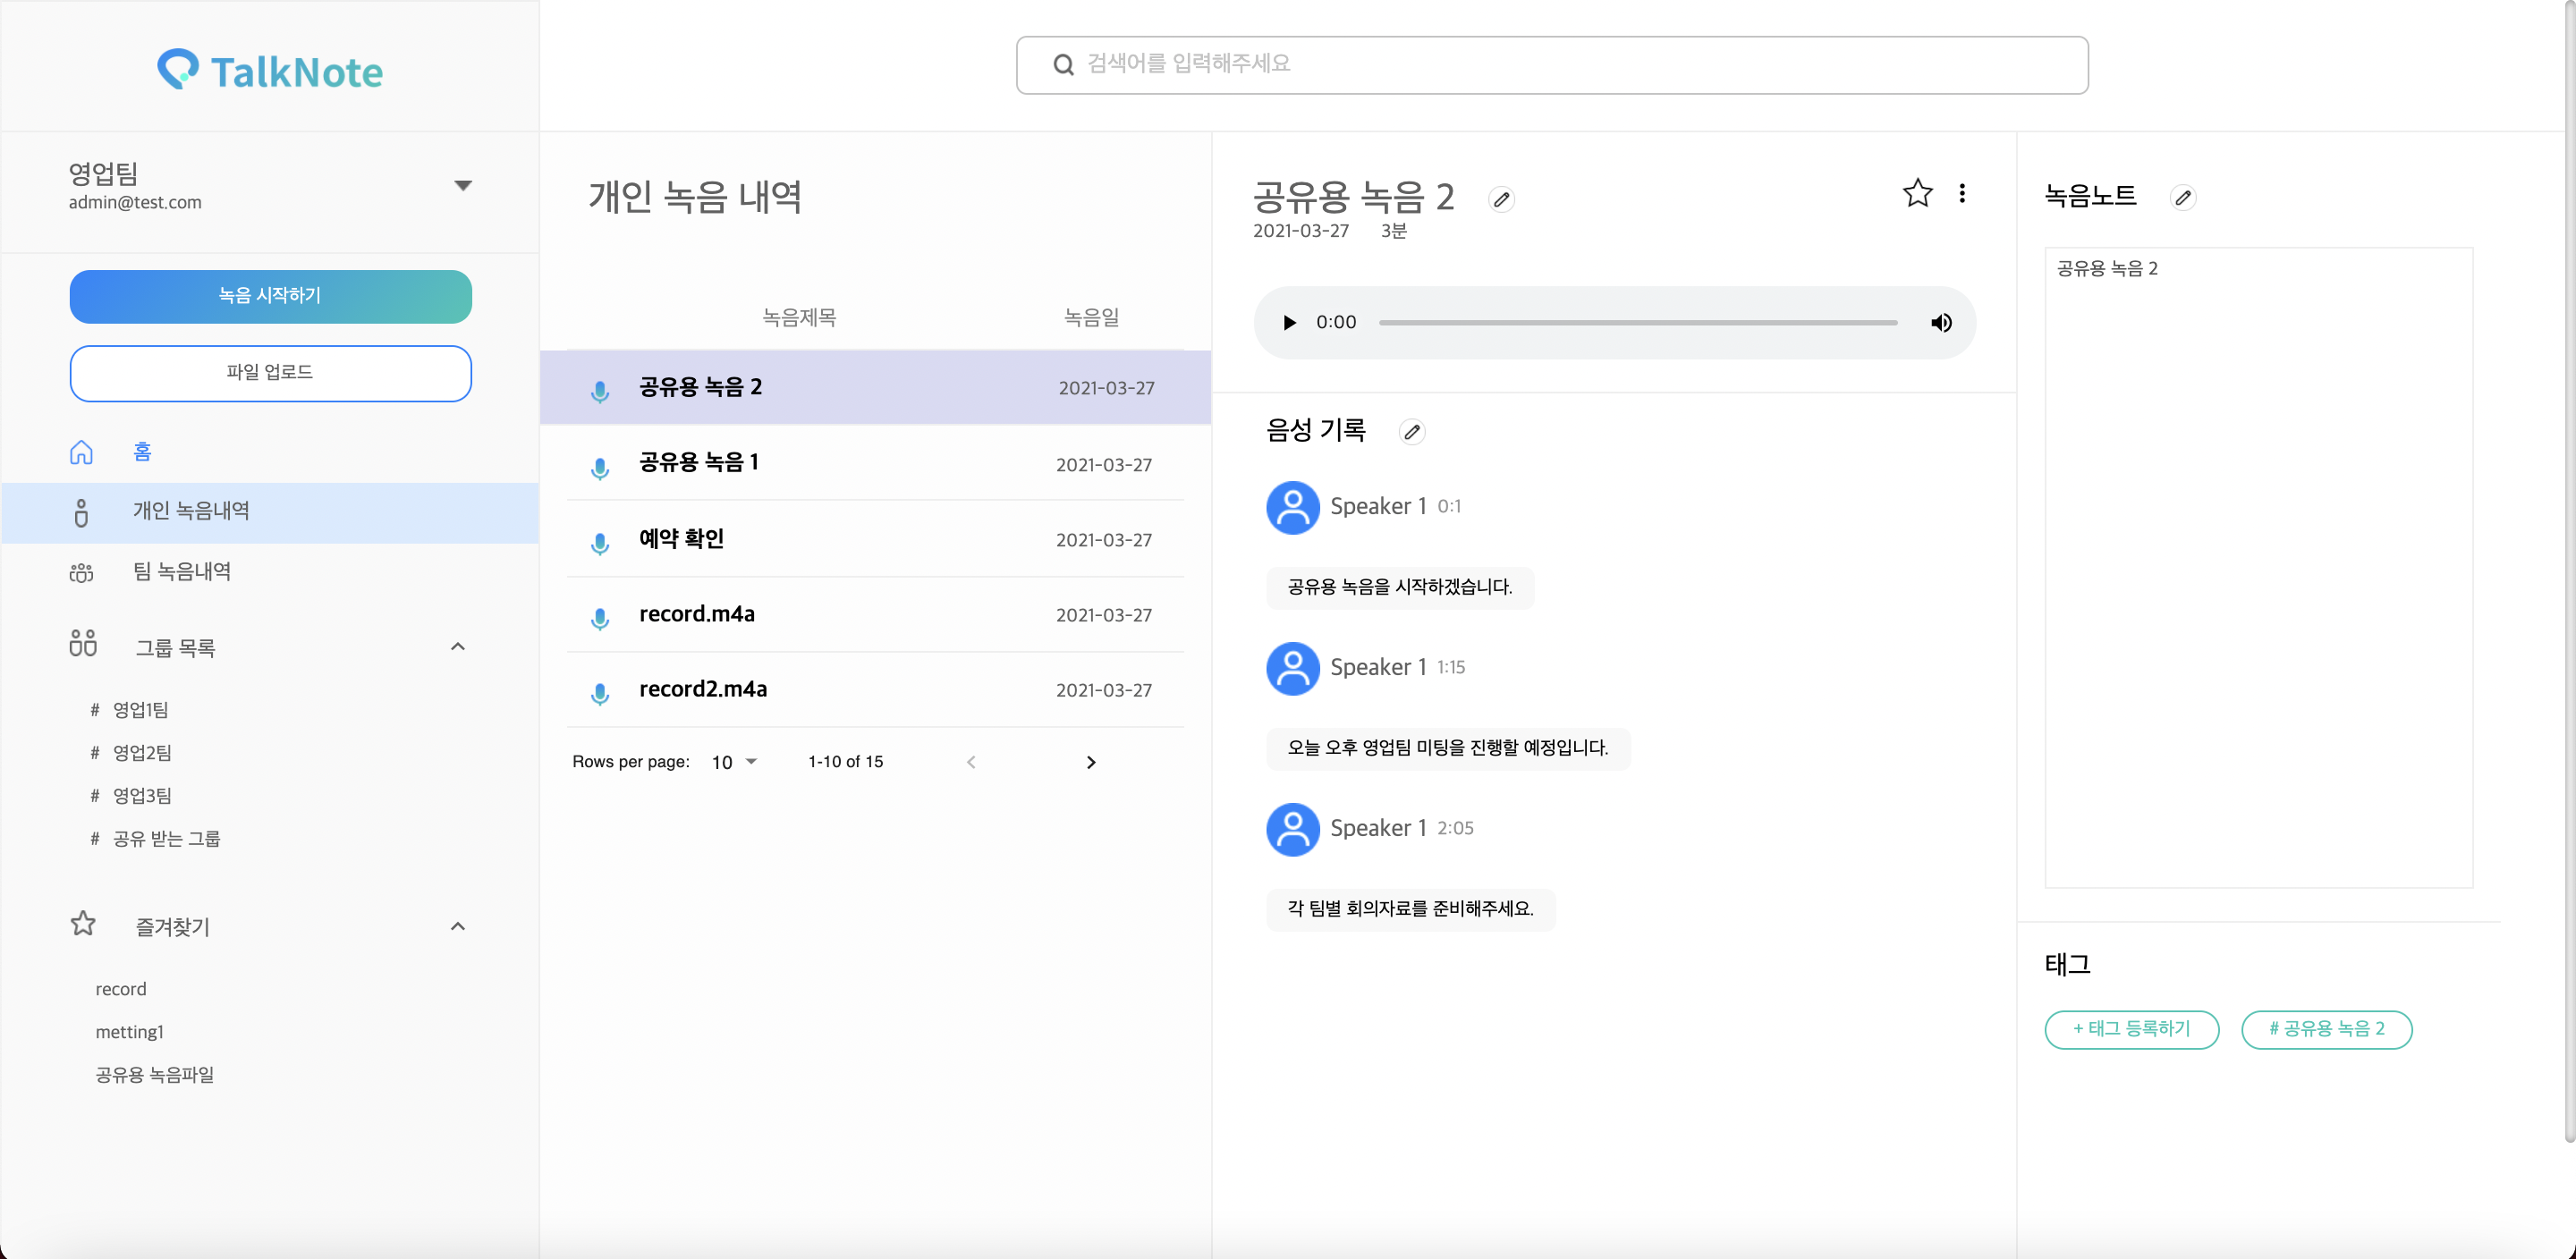 TalkNote
검색어를 입력해주세요
영업팀
admin@test.com
녹음 시작하기
파일 업로드
홈
개인 녹음내역
팀 녹음내역
그룹 목록
# 영업1팀
# 영업2팀
# 영업3팀
# 공유 받는 그룹
즐겨찾기
record
metting1
공유용 녹음파일
개인 녹음 내역
녹음제목 녹음일
공유용 녹음 2 2021-03-27
공유용 녹음 1 2021-03-27
예약 확인 2021-03-27
record.m4a 2021-03-27
record2.m4a 2021-03-27
Rows per page: 10 1-10 of 15
공유용 녹음 2
2021-03-27 3분
0:00
음성 기록
Speaker 1 0:1
공유용 녹음을 시작하겠습니다.
Speaker 1 1:15
오늘 오후 영업팀 미팅을 진행할 예정입니다.
Speaker 1 2:05
각 팀별 회의자료를 준비해주세요.
녹음노트
공유용 녹음 2
태그
+ 태그 등록하기 # 공유용 녹음 2